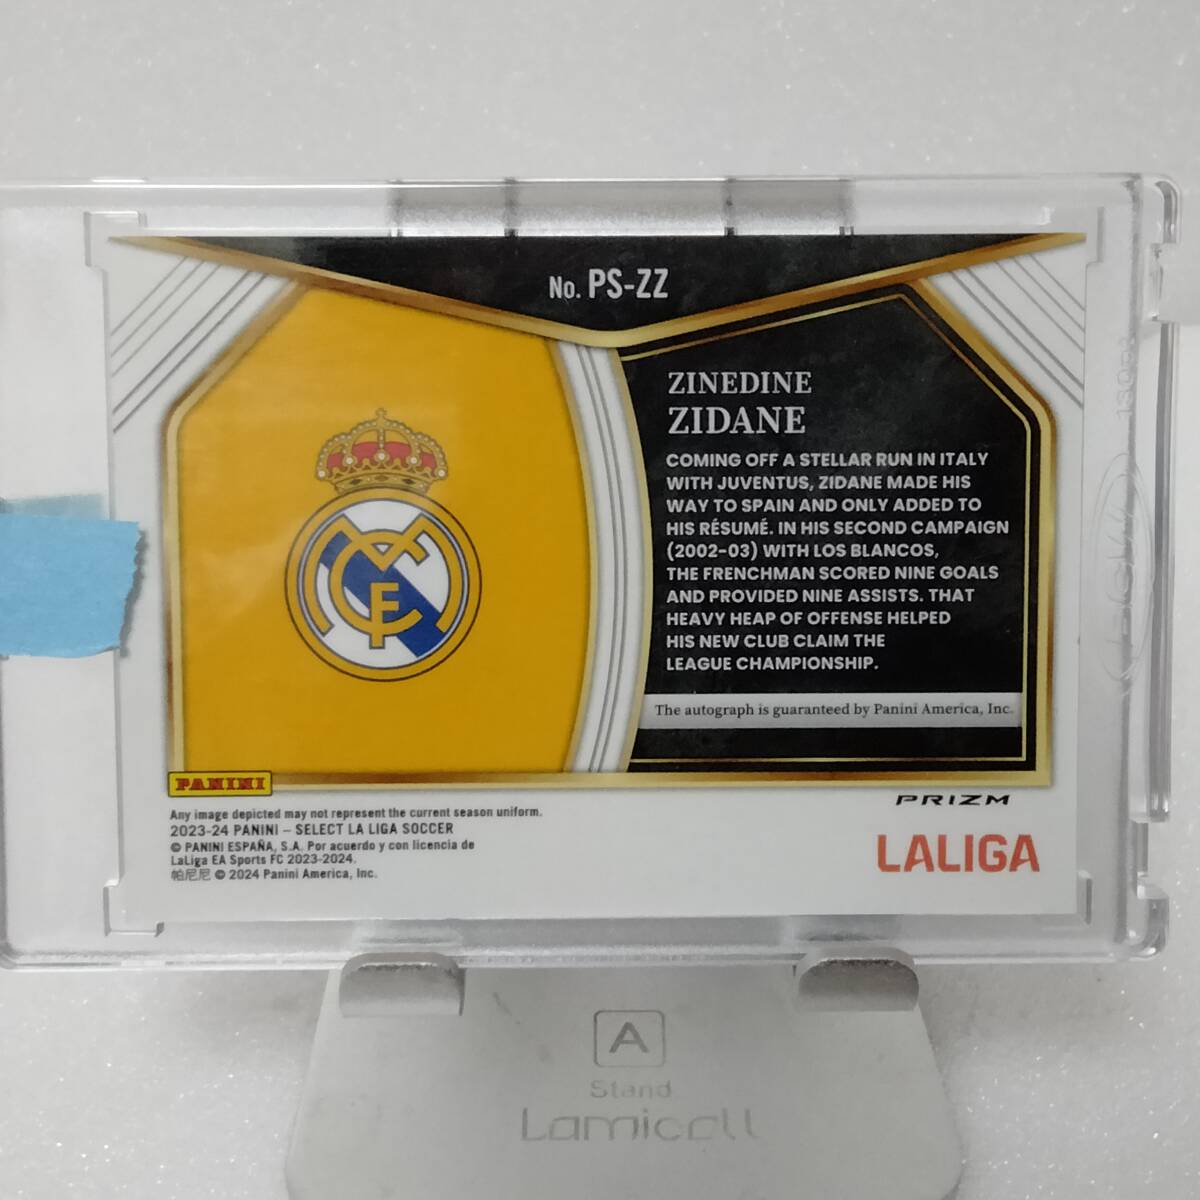 No. PS-ZZ
ZINEDINE
ZIDANE
COMING OFF A STELLAR RUN IN ITALY
WITH JUVENTUS, ZIDANE MADE HIS
WAY TO SPAIN AND ONLY ADDED TO
HIS RÉSUMÉ. IN HIS SECOND CAMPAIGN
(2002-03) WITH LOS BLANCOS,
THE FRENCHMAN SCORED NINE GOALS
AND PROVIDED NINE ASSISTS. THAT
HEAVY HEAP OF OFFENSE HELPED
HIS NEW CLUB CLAIM THE
LEAGUE CHAMPIONSHIP.
The autograph is guaranteed by Panini America, Inc.
PANINI
PRIZM
Any image depicted may not represent the current season uniform.
2023-24 PANINI – SELECT LA LIGA SOCCER
© PANINI ESPAÑA, S.A. Por acuerdo y con licencia de
LaLiga EA Sports FC 2023-2024.
帕尼尼 © 2024 Panini America, Inc.
LALIGA
A
Stand
Lamicall